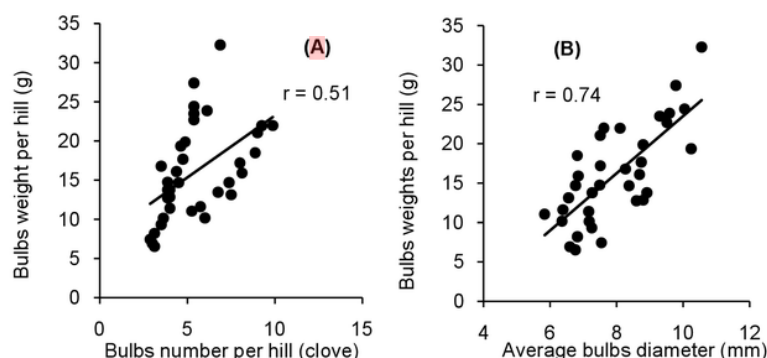 35
30
25
20
15
10
5
0
Bulbs weight per hill (g)
(A)
r = 0.51
0 5 10 15
Bulbs number per hill (clove)
35
30
25
20
15
10
5
0
Bulbs weights per hill (g)
(B)
r = 0.74
4 6 8 10 12
Average bulbs diameter (mm)